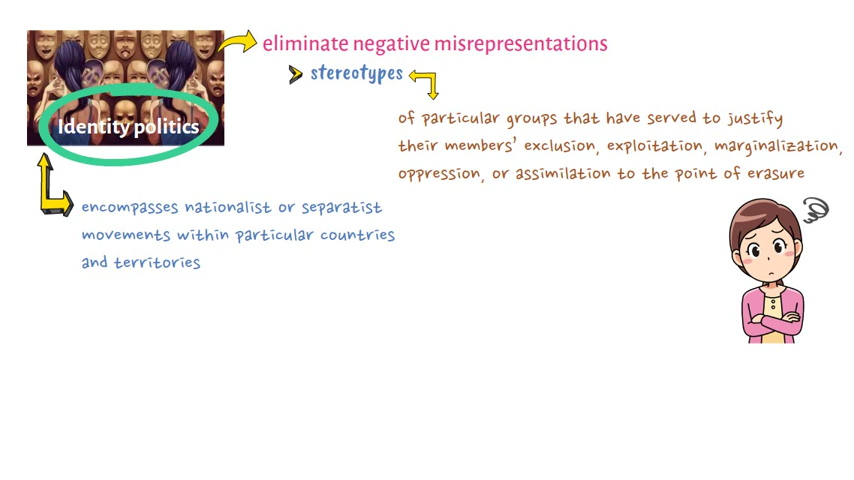 Identity politics
eliminate negative misrepresentations
stereotypes
of particular groups that have served to justify
their members' exclusion, exploitation, marginalization,
oppression, or assimilation to the point of erasure
encompasses nationalist or separatist
movements within particular countries
and territories